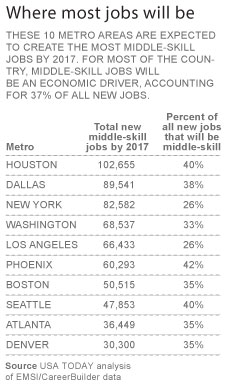 Where most jobs will be
THESE 10 METRO AREAS ARE EXPECTED
TO CREATE THE MOST MIDDLE-SKILL
JOBS BY 2017. FOR MOST OF THE COUN-
TRY, MIDDLE-SKILL JOBS WILL
BE AN ECONOMIC DRIVER, ACCOUNTING
FOR 37% OF ALL NEW JOBS.
Metro
Total new
middle-skill
jobs by 2017
Percent of
all new jobs
that will be
middle-skill
HOUSTON 102,655 40%
DALLAS 89,541 38%
NEW YORK 82,582 26%
WASHINGTON 68,537 33%
LOS ANGELES 66,433 26%
PHOENIX 60,293 42%
BOSTON 50,515 35%
SEATTLE 47,853 40%
ATLANTA 36,449 35%
DENVER 30,300 35%
Source USA TODAY analysis
of EMSI/CareerBuilder data